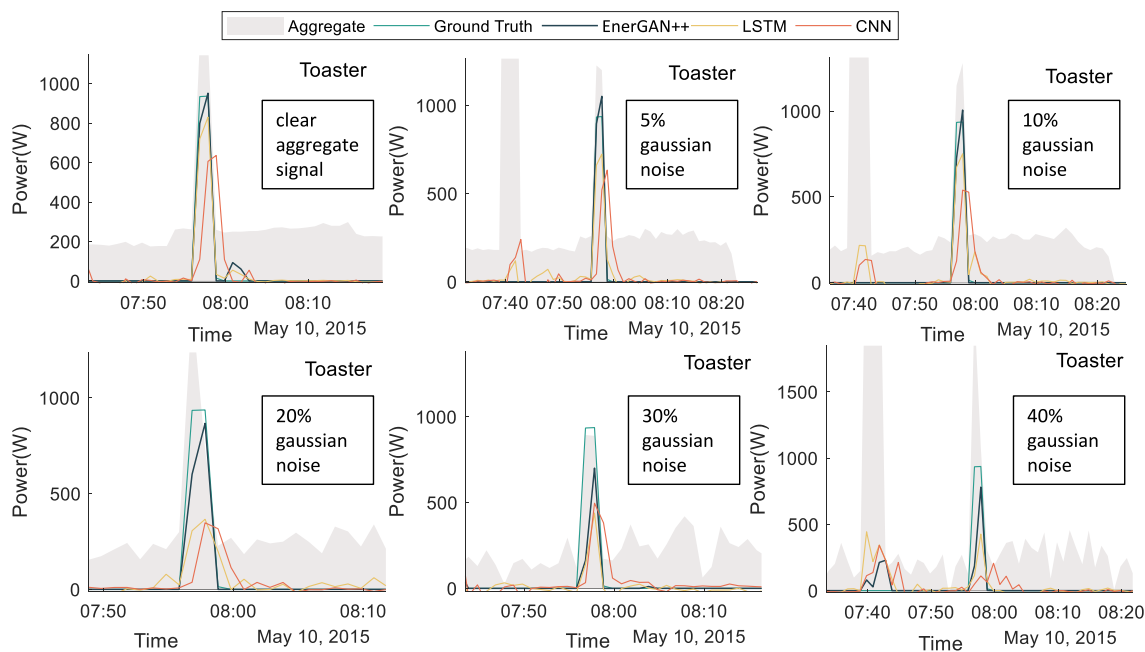 Aggregate Ground Truth EnerGAN++ LSTM CNN
Toaster
clear
aggregate
signal
Power(W)
1000
800
600
400
200
0
07:50 08:00 08:10
Time
May 10, 2015
Toaster
5%
gaussian
noise
Power(W)
1000
500
0
07:40 07:50 08:00 08:10 08:20
Time
May 10, 2015
Toaster
10%
gaussian
noise
Power(W)
1000
500
0
07:40 07:50 08:00 08:10 08:20
Time
May 10, 2015
Toaster
20%
gaussian
noise
Power(W)
1000
500
0
07:50 08:00 08:10
Time
May 10, 2015
Toaster
30%
gaussian
noise
Power(W)
1000
500
0
07:50 08:00 08:10
Time
May 10, 2015
Toaster
40%
gaussian
noise
Power(W)
1500
1000
500
0
07:40 07:50 08:00 08:10 08:20
Time
May 10, 2015